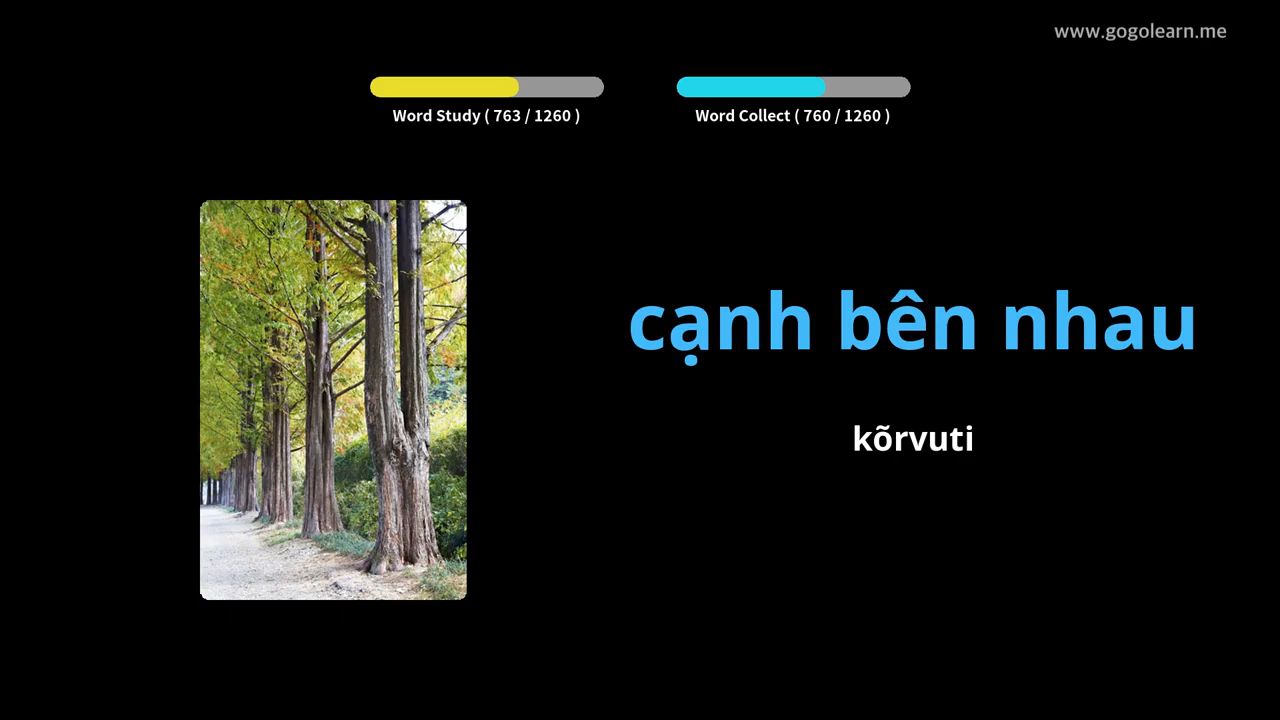 www.gogolearn.me
Word Study ( 763 / 1260 )
Word Collect ( 760 / 1260 )
cạnh bên nhau
kõrvuti